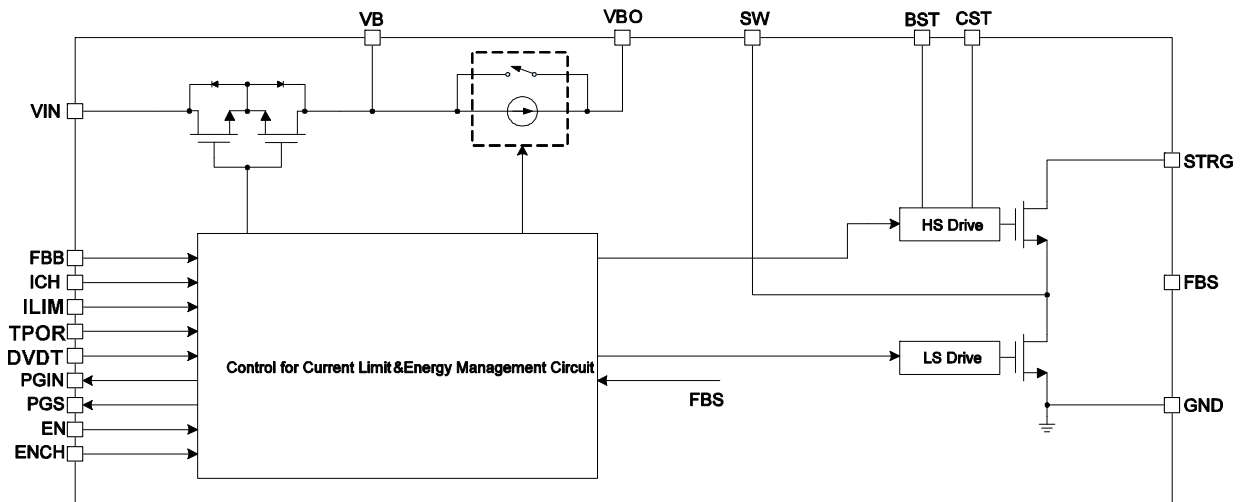 VB
VBO
SW
BST
CST
VIN
STRG
HS Drive
FBB
ICH
FBS
ILIM
TPOR
DVDT
Control for Current Limit&Energy Management Circuit
LS Drive
PGIN
FBS
PGS
GND
EN
ENCH